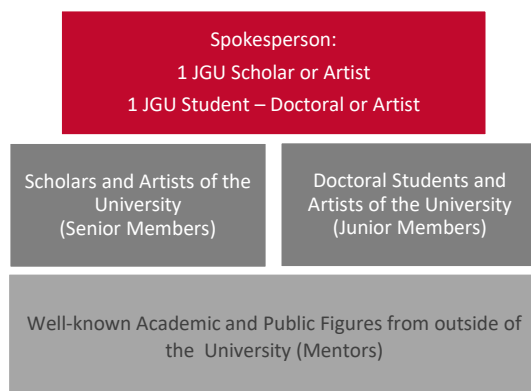 Spokesperson:
1 JGU Scholar or Artist
1 JGU Student – Doctoral or Artist
Scholars and Artists of the
University
(Senior Members)
Doctoral Students and
Artists of the University
(Junior Members)
Well-known Academic and Public Figures from outside of
the University (Mentors)